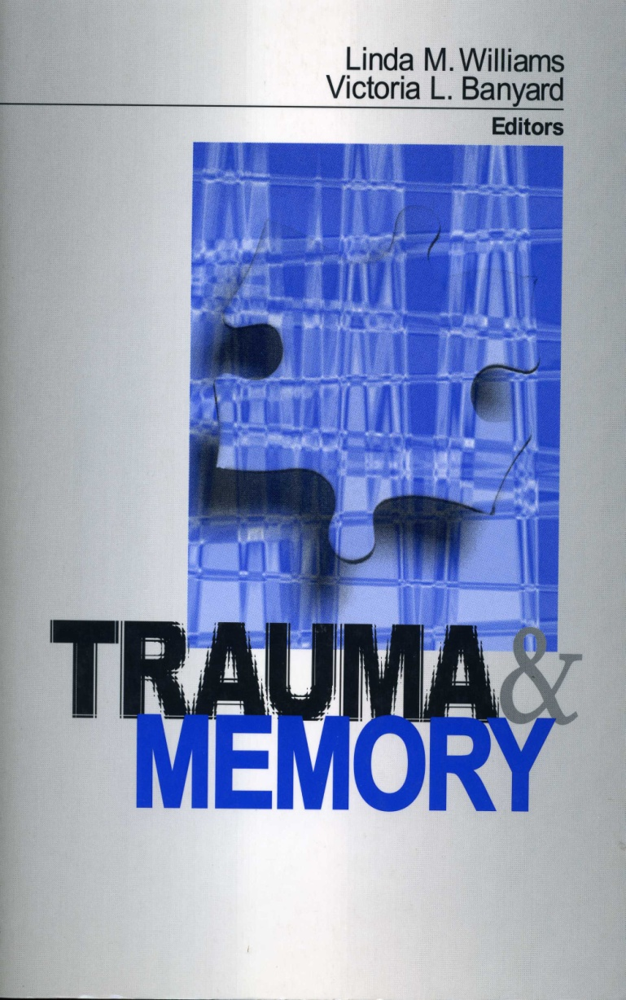 Linda M. Williams
Victoria L. Banyard
Editors
TRAUMA &
MEMORY